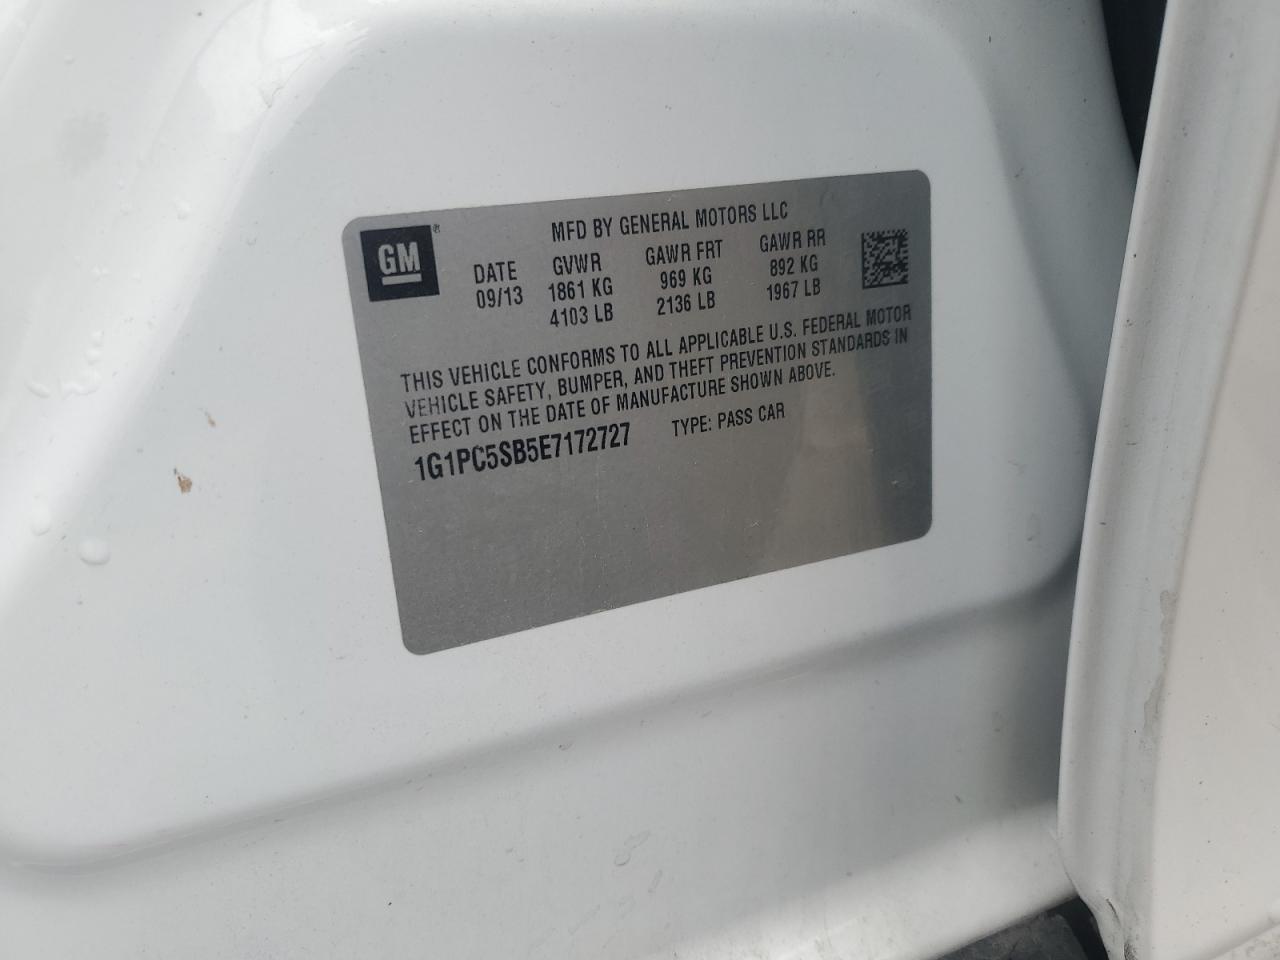 GM®
MFD BY GENERAL MOTORS LLC
DATE GVWR GAWR FRT GAWR RR
09/13 1861 KG 969 KG 892 KG
4103 LB 2136 LB 1967 LB
THIS VEHICLE CONFORMS TO ALL APPLICABLE U.S. FEDERAL MOTOR
VEHICLE SAFETY, BUMPER, AND THEFT PREVENTION STANDARDS IN
EFFECT ON THE DATE OF MANUFACTURE SHOWN ABOVE.
1G1PC5SB5E7172727 TYPE: PASS CAR